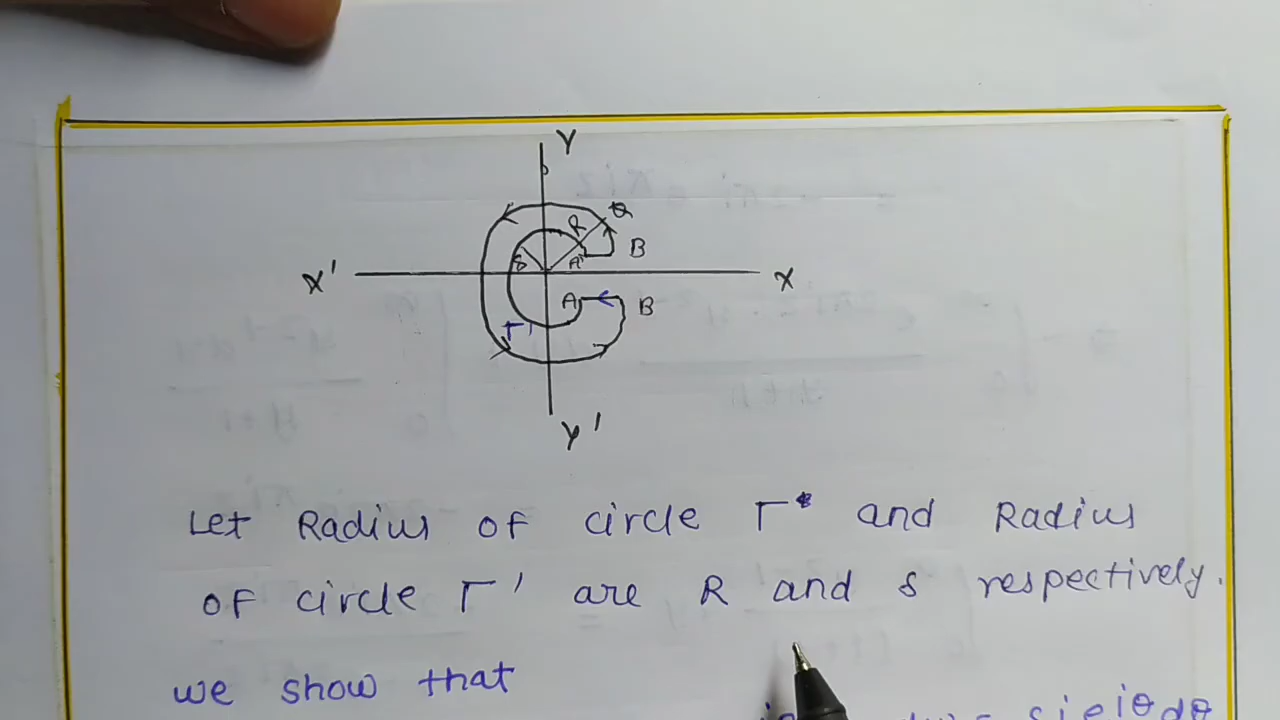 Y
R
B
S
A'
X'
X
A
B
Γ'
Y'
Let Radius of circle Γ and Radius
of circle Γ' are R and S respectively.
we show that